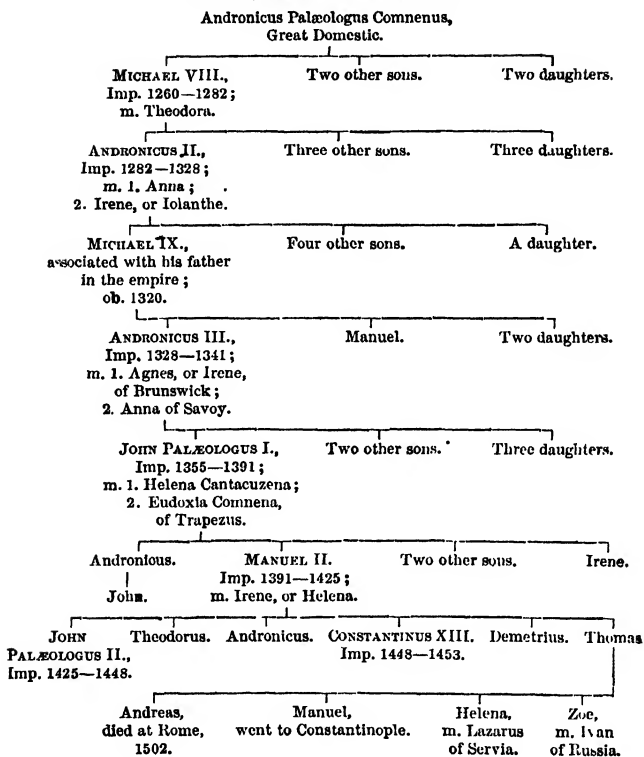 Andronicus Palæologus Comnenus,
Great Domestic.
MICHAEL VIII., Two other sons. Two daughters.
Imp. 1260—1282;
m. Theodora.
ANDRONICUS II., Three other sons. Three daughters.
Imp. 1282—1328;
m. 1. Anna;
2. Irene, or Iolanthe.
MICHAEL IX., Four other sons. A daughter.
associated with his father
in the empire;
ob. 1320.
ANDRONICUS III., Manuel. Two daughters.
Imp. 1328—1341;
m. 1. Agnes, or Irene,
of Brunswick;
2. Anna of Savoy.
JOHN PALÆOLOGUS I., Two other sons. Three daughters.
Imp. 1355—1391;
m. 1. Helena Cantacuzena;
2. Eudoxia Comnena,
of Trapezus.
Andronious. MANUEL II. Two other sons. Irene.
Imp. 1391—1425;
John. m. Irene, or Helena.
JOHN Theodorus. Andronicus. CONSTANTINUS XIII. Demetrius. Thomas
PALÆOLOGUS II., Imp. 1448—1453.
Imp. 1425—1448.
Andreas, Manuel, Helena, Zoe,
died at Rome, went to Constantinople. m. Lazarus m. Ivan
1502. of Servia. of Russia.